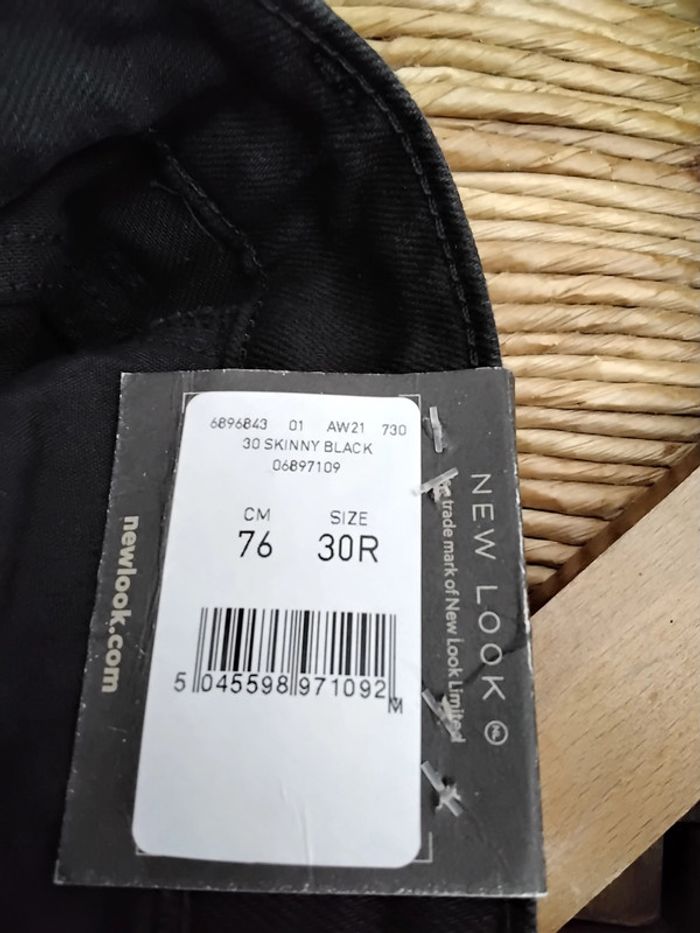 6896843 01 AW21 730
30 SKINNY BLACK
06897109
CM SIZE
76 30R
5 045598 971092
M
newlook.com
NEW LOOK
trade mark of New Look Limited
NL